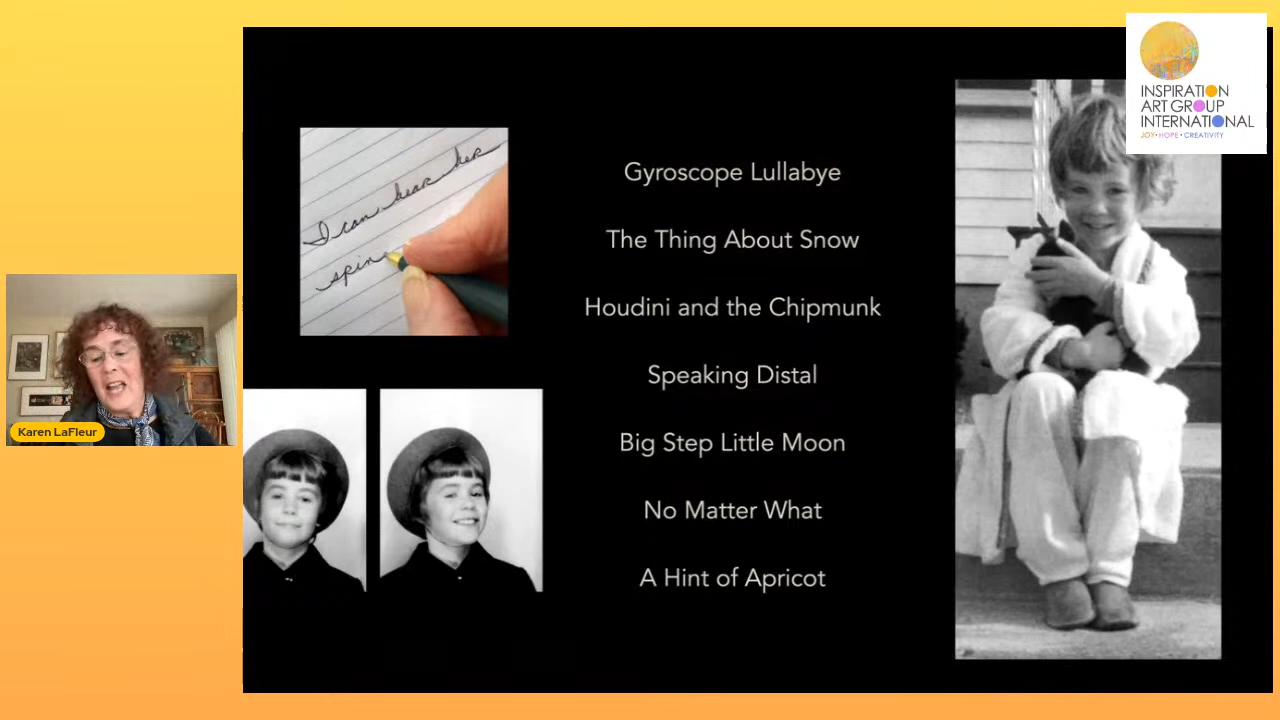 INSPIRATION
ART GROUP
INTERNATIONAL
JOY • HOPE • CREATIVITY
I can hear her
spin
Gyroscope Lullabye
The Thing About Snow
Houdini and the Chipmunk
Speaking Distal
Big Step Little Moon
No Matter What
A Hint of Apricot
Karen LaFleur